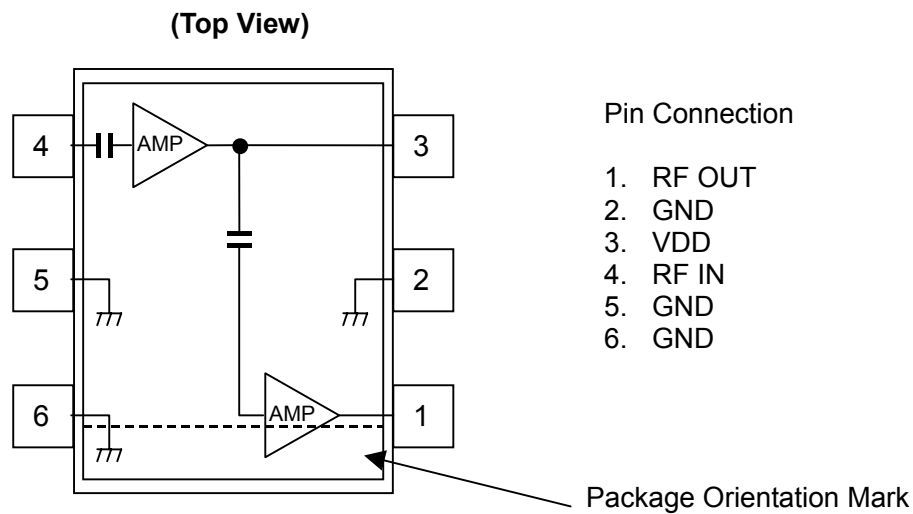 (Top View)
4
AMP
3
5
2
6
AMP
1
Pin Connection
1. RF OUT
2. GND
3. VDD
4. RF IN
5. GND
6. GND
Package Orientation Mark